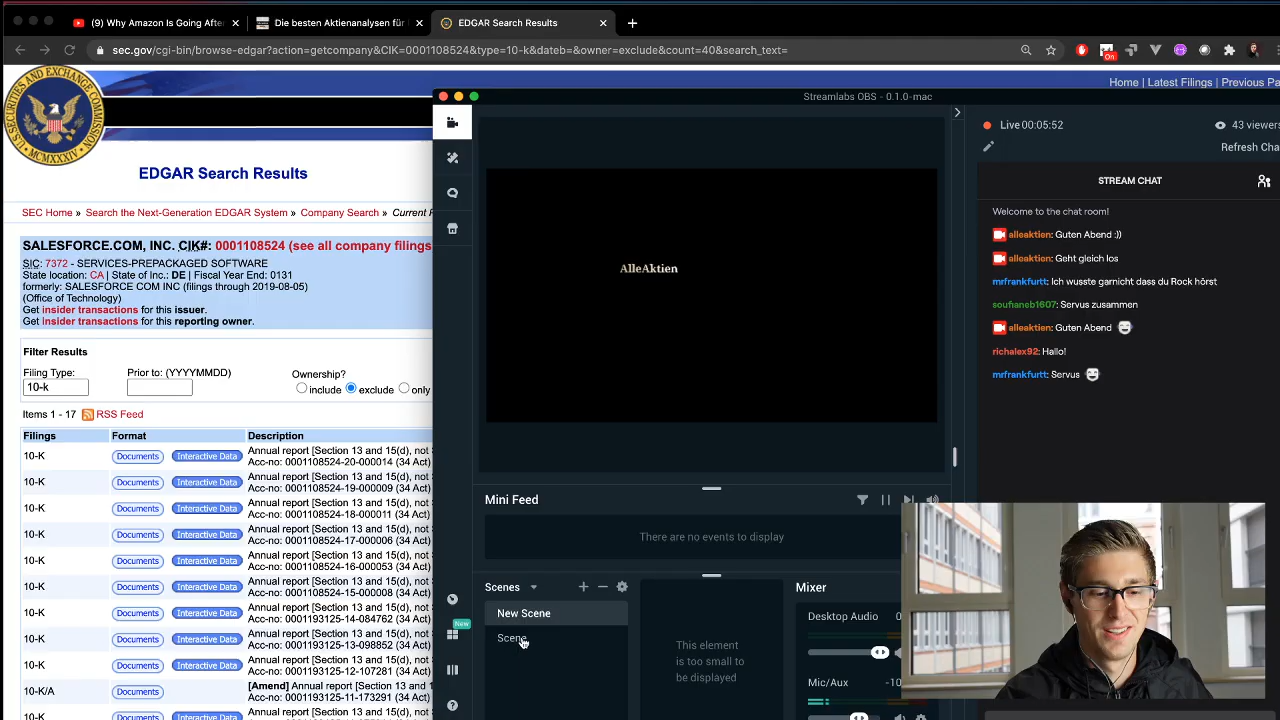 (9) Why Amazon Is Going Afte
Die besten Aktienanalysen für
EDGAR Search Results
sec.gov/cgi-bin/browse-edgar?action=getcompany&CIK=0001108524&type=10-k&dateb=&owner=exclude&count=40&search_text=
On
Home | Latest Filings | Previous Pa
EDGAR Search Results
SEC Home » Search the Next-Generation EDGAR System » Company Search » Current
SALESFORCE.COM, INC. CIK#: 0001108524 (see all company filings
SIC: 7372 - SERVICES-PREPACKAGED SOFTWARE
State location: CA | State of Inc.: DE | Fiscal Year End: 0131
formerly: SALESFORCE COM INC (filings through 2019-08-05)
(Office of Technology)
Get insider transactions for this issuer.
Get insider transactions for this reporting owner.
Filter Results
Filing Type:
10-k
Prior to: (YYYYMMDD)
Ownership?
include exclude only
Items 1 - 17 RSS Feed
Filings Format Description
10-K Documents Interactive Data Annual report [Section 13 and 15(d), not
Acc-no: 0001108524-20-000014 (34 Act)
10-K Documents Interactive Data Annual report [Section 13 and 15(d), not
Acc-no: 0001108524-19-000009 (34 Act)
10-K Documents Interactive Data Annual report [Section 13 and 15(d), not
Acc-no: 0001108524-18-000011 (34 Act)
10-K Documents Interactive Data Annual report [Section 13 and 15(d), not
Acc-no: 0001108524-17-000006 (34 Act)
10-K Documents Interactive Data Annual report [Section 13 and 15(d), not
Acc-no: 0001108524-16-000053 (34 Act)
10-K Documents Interactive Data Annual report [Section 13 and 15(d), not
Acc-no: 0001108524-15-000008 (34 Act)
10-K Documents Interactive Data Annual report [Section 13 and 15(d), not
Acc-no: 0001193125-14-084762 (34 Act)
10-K Documents Interactive Data Annual report [Section 13 and 15(d), not
Acc-no: 0001193125-13-098852 (34 Act)
10-K Documents Interactive Data Annual report [Section 13 and 15(d), not
Acc-no: 0001193125-12-107281 (34 Act)
10-K/A Documents [Amend] Annual report [Section 13 and 1
Acc-no: 0001193125-11-173291 (34 Act)
10-K Documents Interactive Data Annual report [Section 13 and 15(d), not
Streamlabs OBS - 0.1.0-mac
AlleAktien
Mini Feed
There are no events to display
Scenes
New Scene
Scene
New
This element
is too small to
be displayed
Mixer
Desktop Audio
Mic/Aux
-10
Live 00:05:52
43 viewers
Refresh Cha
STREAM CHAT
Welcome to the chat room!
alleaktien: Guten Abend :))
alleaktien: Geht gleich los
mrfrankfurtt: Ich wusste garnicht dass du Rock hörst
soufianeb1607: Servus zusammen
alleaktien: Guten Abend
richalex92: Hallo!
mrfrankfurtt: Servus